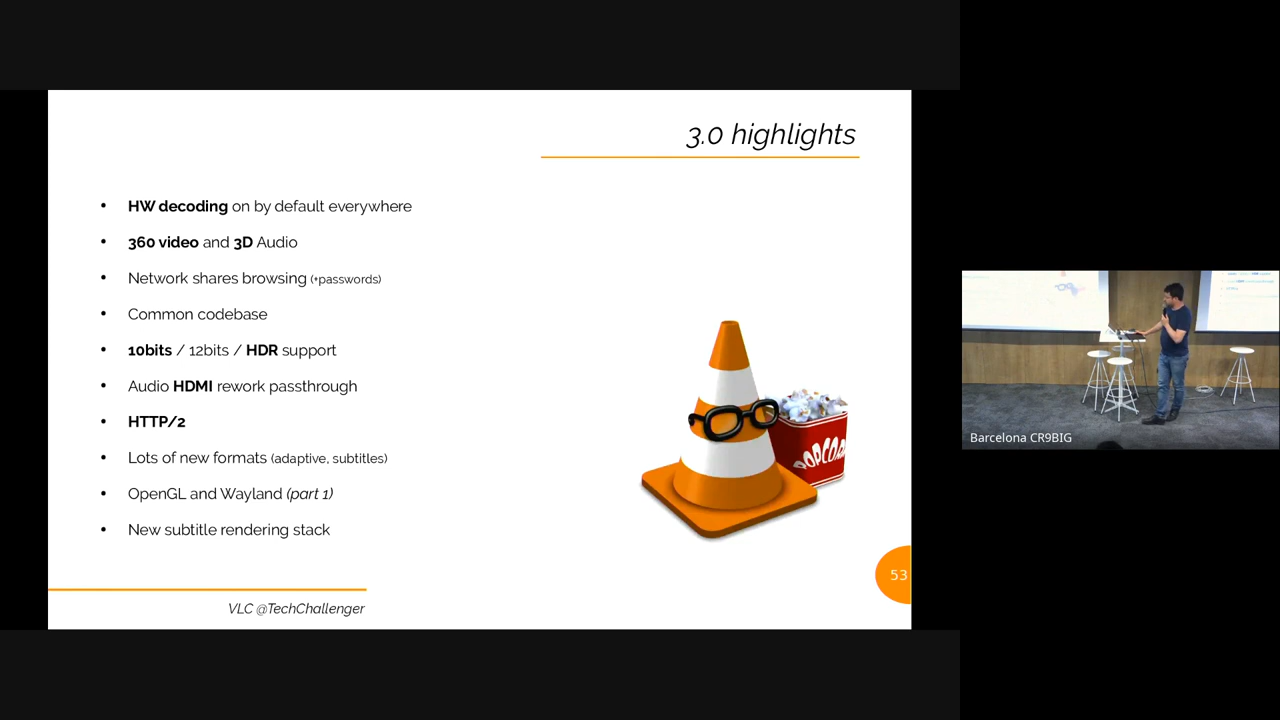 3.0 highlights
• HW decoding on by default everywhere
• 360 video and 3D Audio
• Network shares browsing (+passwords)
• Common codebase
• 10bits / 12bits / HDR support
• Audio HDMI rework passthrough
• HTTP/2
• Lots of new formats (adaptive, subtitles)
• OpenGL and Wayland (part 1)
• New subtitle rendering stack
POPCORN
53
VLC @TechChallenger
Barcelona CR9BIG